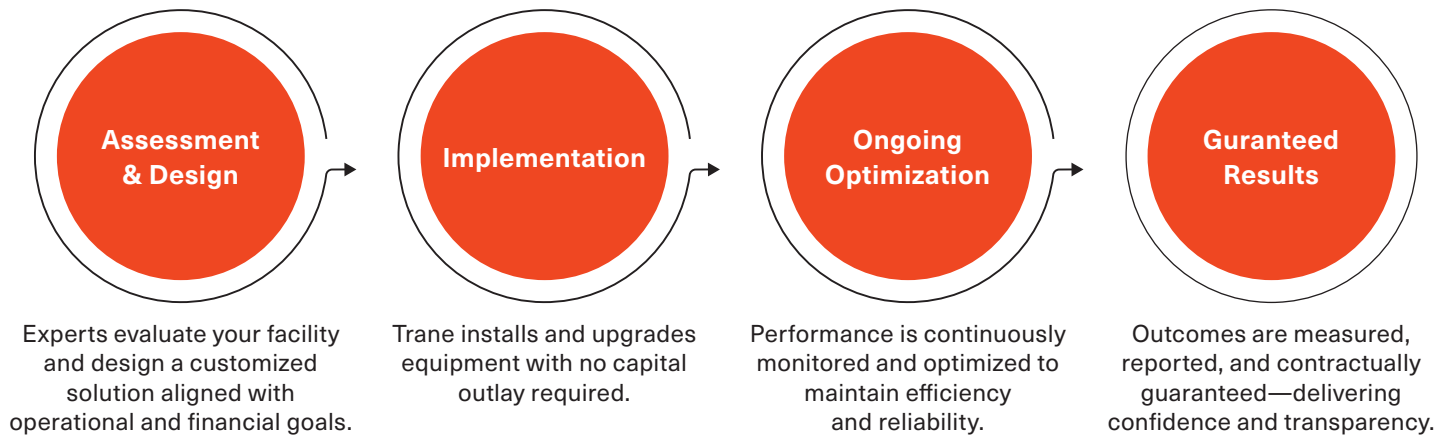 Assessment
& Design
Experts evaluate your facility
and design a customized
solution aligned with
operational and financial goals.
Implementation
Trane installs and upgrades
equipment with no capital
outlay required.
Ongoing
Optimization
Performance is continuously
monitored and optimized to
maintain efficiency
and reliability.
Guranteed
Results
Outcomes are measured,
reported, and contractually
guaranteed—delivering
confidence and transparency.